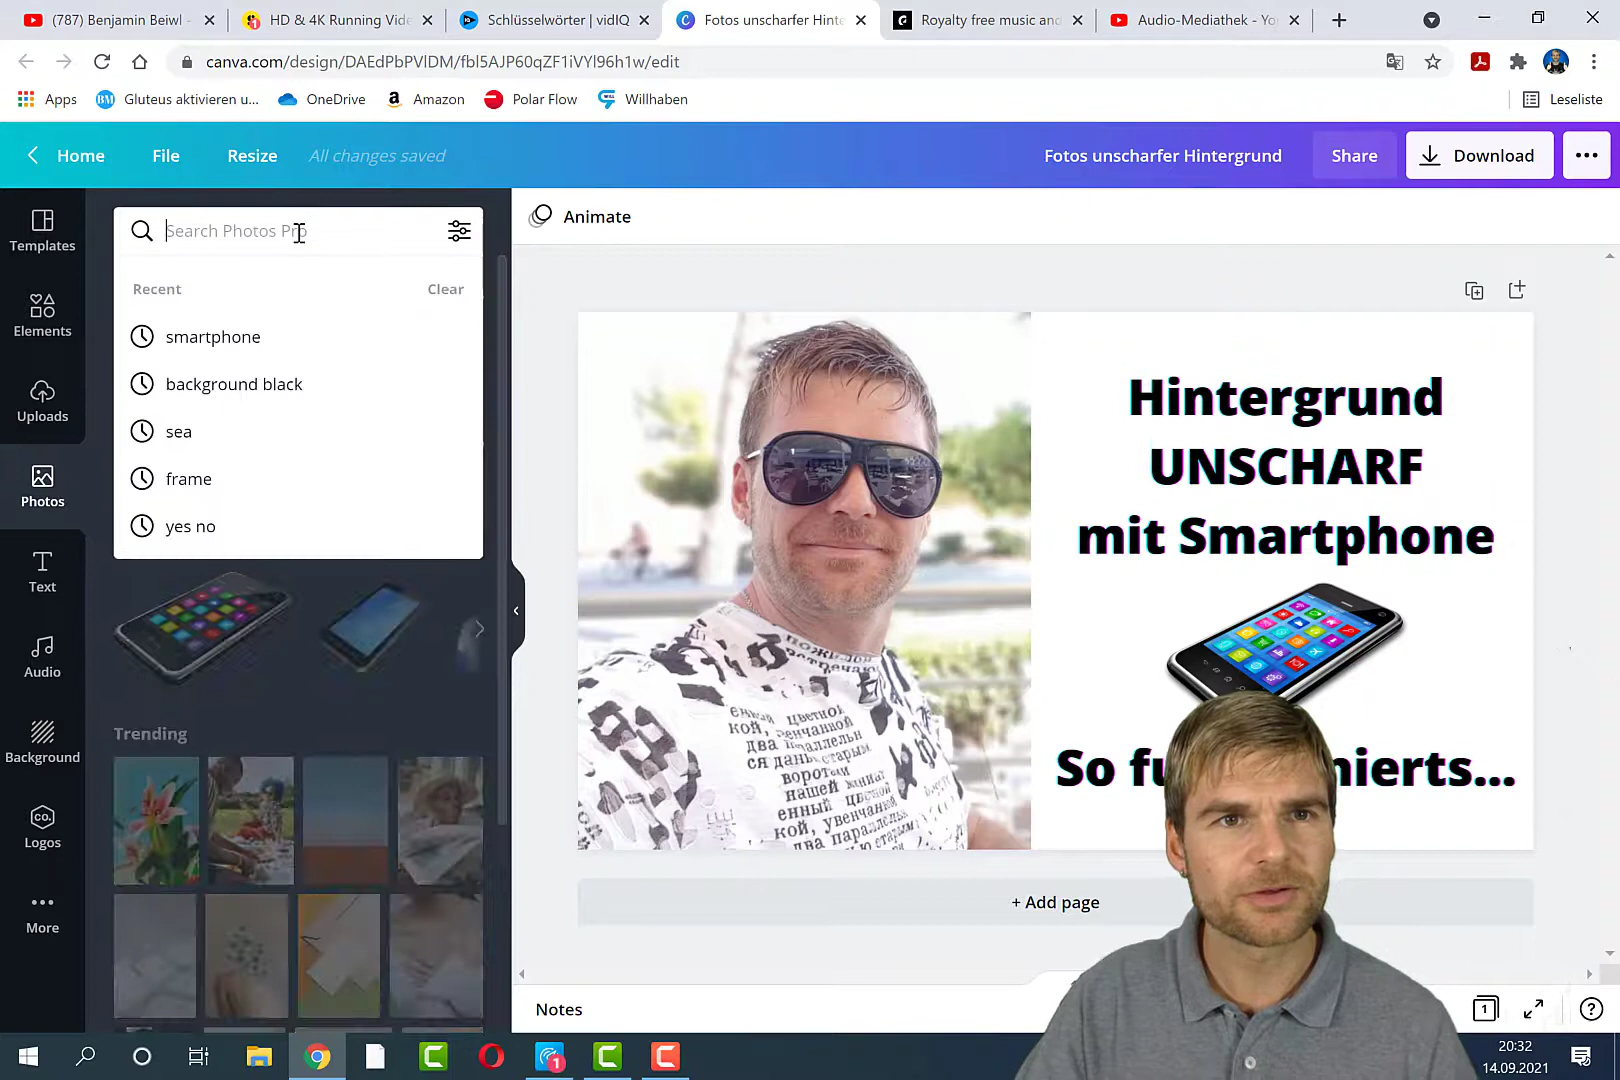 (787) Benjamin Beiwl -
HD & 4K Running Vide
Schlüsselwörter | vidIQ
Fotos unscharfer Hinte
Royalty free music and
Audio-Mediathek - Yo
canva.com/design/DAEdPbPVlDM/fbl5AJP60qZF1iVYl96h1w/edit
Apps
Gluteus aktivieren u...
OneDrive
Amazon
Polar Flow
Willhaben
Leseliste
Home
File
Resize
All changes saved
Fotos unscharfer Hintergrund
Share
Download
Templates
Elements
Uploads
Photos
Text
Audio
Background
Logos
More
Search Photos Pro
Recent
Clear
smartphone
background black
sea
frame
yes no
Trending
Animate
Hintergrund
UNSCHARF
mit Smartphone
So fu nierts...
+ Add page
Notes
1
20:32
14.09.2021